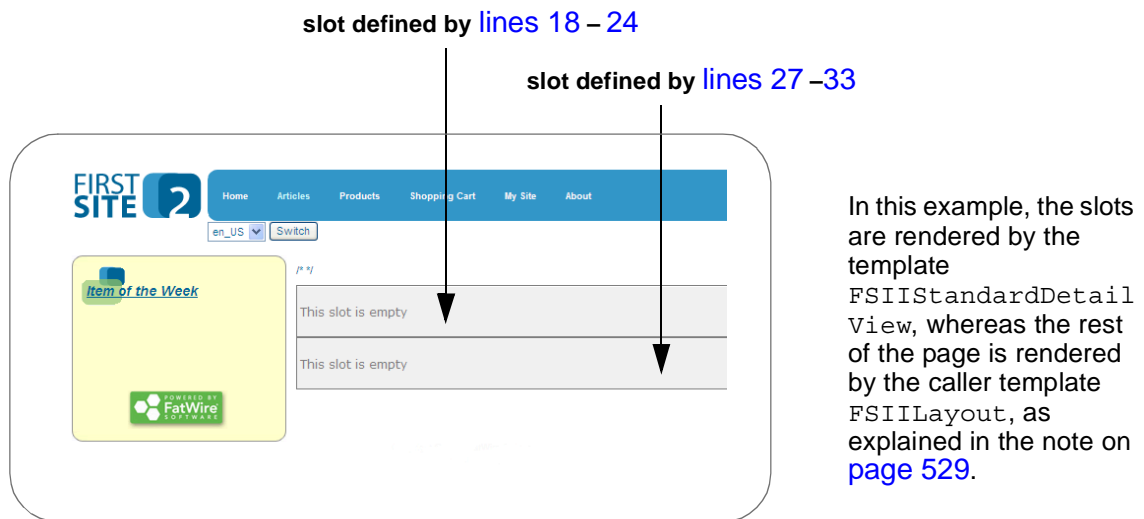 slot defined by lines 18 – 24
slot defined by lines 27 –33
FIRST
SITE 2
Home Articles Products Shopping Cart My Site About
en_US Switch
/* */
Item of the Week
This slot is empty
This slot is empty
POWERED BY
FatWire
SOFTWARE
In this example, the slots
are rendered by the
template
FSIIStandardDetail
View, whereas the rest
of the page is rendered
by the caller template
FSIILayout, as
explained in the note on
page 529.